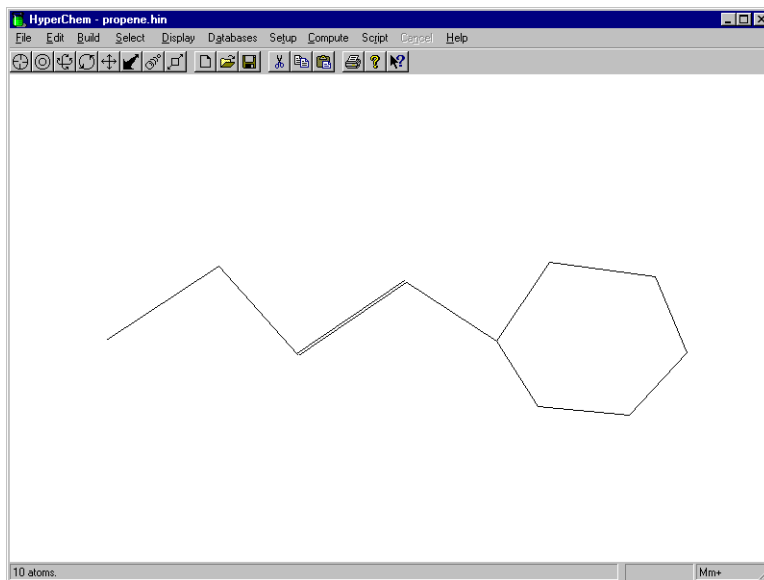 HyperChem - propene.hin
File Edit Build Select Display Databases Setup Compute Script Cancel Help
10 atoms. Mm+